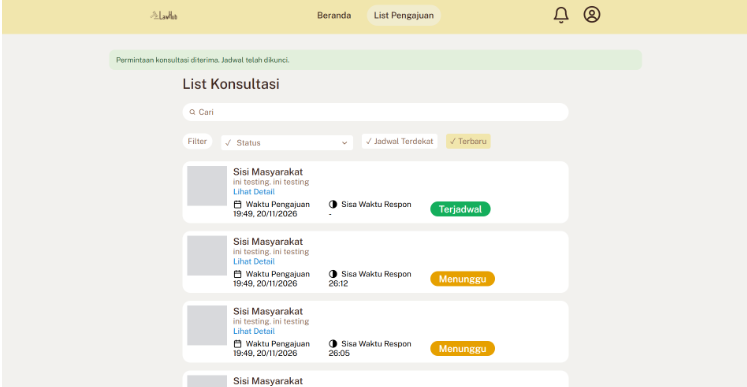 LawHub
Beranda
List Pengajuan
Permintaan konsultasi diterima. Jadwal telah dikunci.
List Konsultasi
Cari
Filter
✓ Status
✓ Jadwal Terdekat
✓ Terbaru
Sisi Masyarakat
ini testing. ini testing
Lihat Detail
Waktu Pengajuan
19:49, 20/11/2026
Sisa Waktu Respon
-
Terjadwal
Sisi Masyarakat
ini testing. ini testing
Lihat Detail
Waktu Pengajuan
19:49, 20/11/2026
Sisa Waktu Respon
26:12
Menunggu
Sisi Masyarakat
ini testing. ini testing
Lihat Detail
Waktu Pengajuan
19:49, 20/11/2026
Sisa Waktu Respon
26:05
Menunggu
Sisi Masyarakat